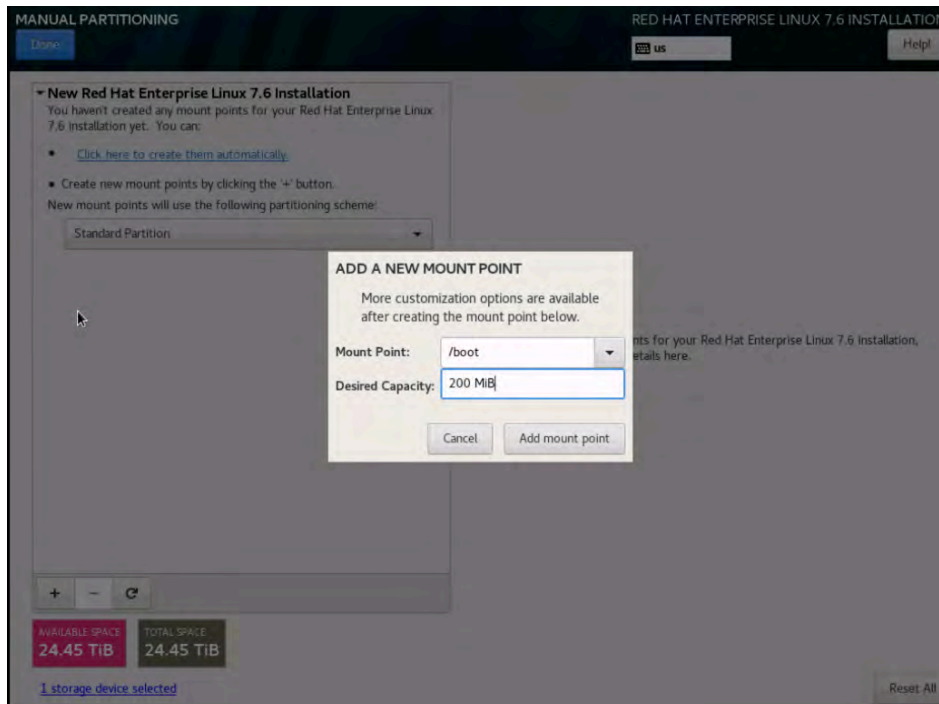 MANUAL PARTITIONING
RED HAT ENTERPRISE LINUX 7.6 INSTALLATION
Done
us
Help!
New Red Hat Enterprise Linux 7.6 Installation
You haven't created any mount points for your Red Hat Enterprise Linux
7.6 installation yet. You can:
• Click here to create them automatically.
• Create new mount points by clicking the '+' button.
New mount points will use the following partitioning scheme:
Standard Partition
ADD A NEW MOUNT POINT
More customization options are available
after creating the mount point below.
nts for your Red Hat Enterprise Linux 7.6 installation,
etails here.
Mount Point: /boot
Desired Capacity: 200 MiB
Cancel
Add mount point
+ -
AVAILABLE SPACE
24.45 TiB
TOTAL SPACE
24.45 TiB
1 storage device selected
Reset All